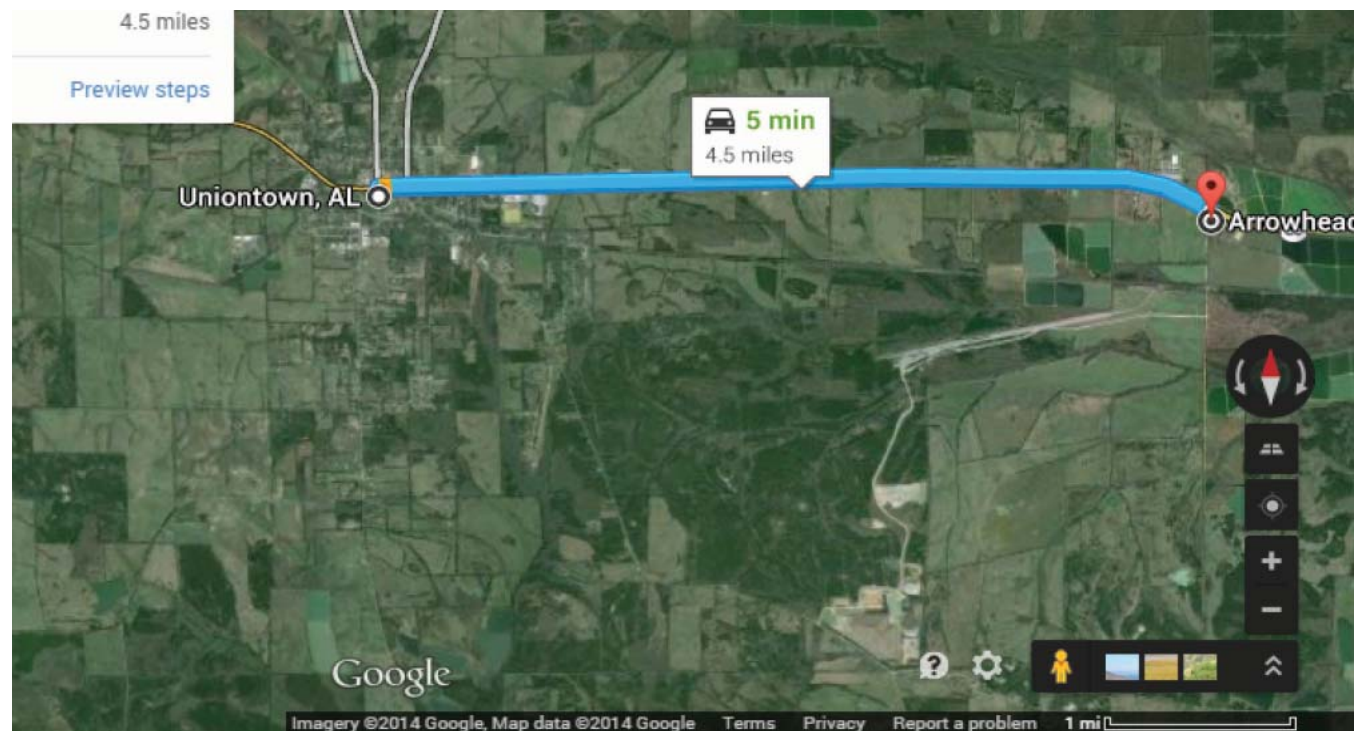 4.5 miles
Preview steps
5 min
4.5 miles
Uniontown, AL
Arrowhead
Google
Imagery ©2014 Google, Map data ©2014 Google Terms Privacy Report a problem 1 mi